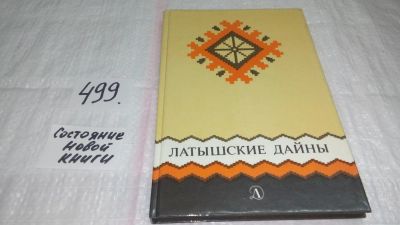 499.
Состояние
новой
книги
ЛАТЫШСКИЕ ДАЙНЫ